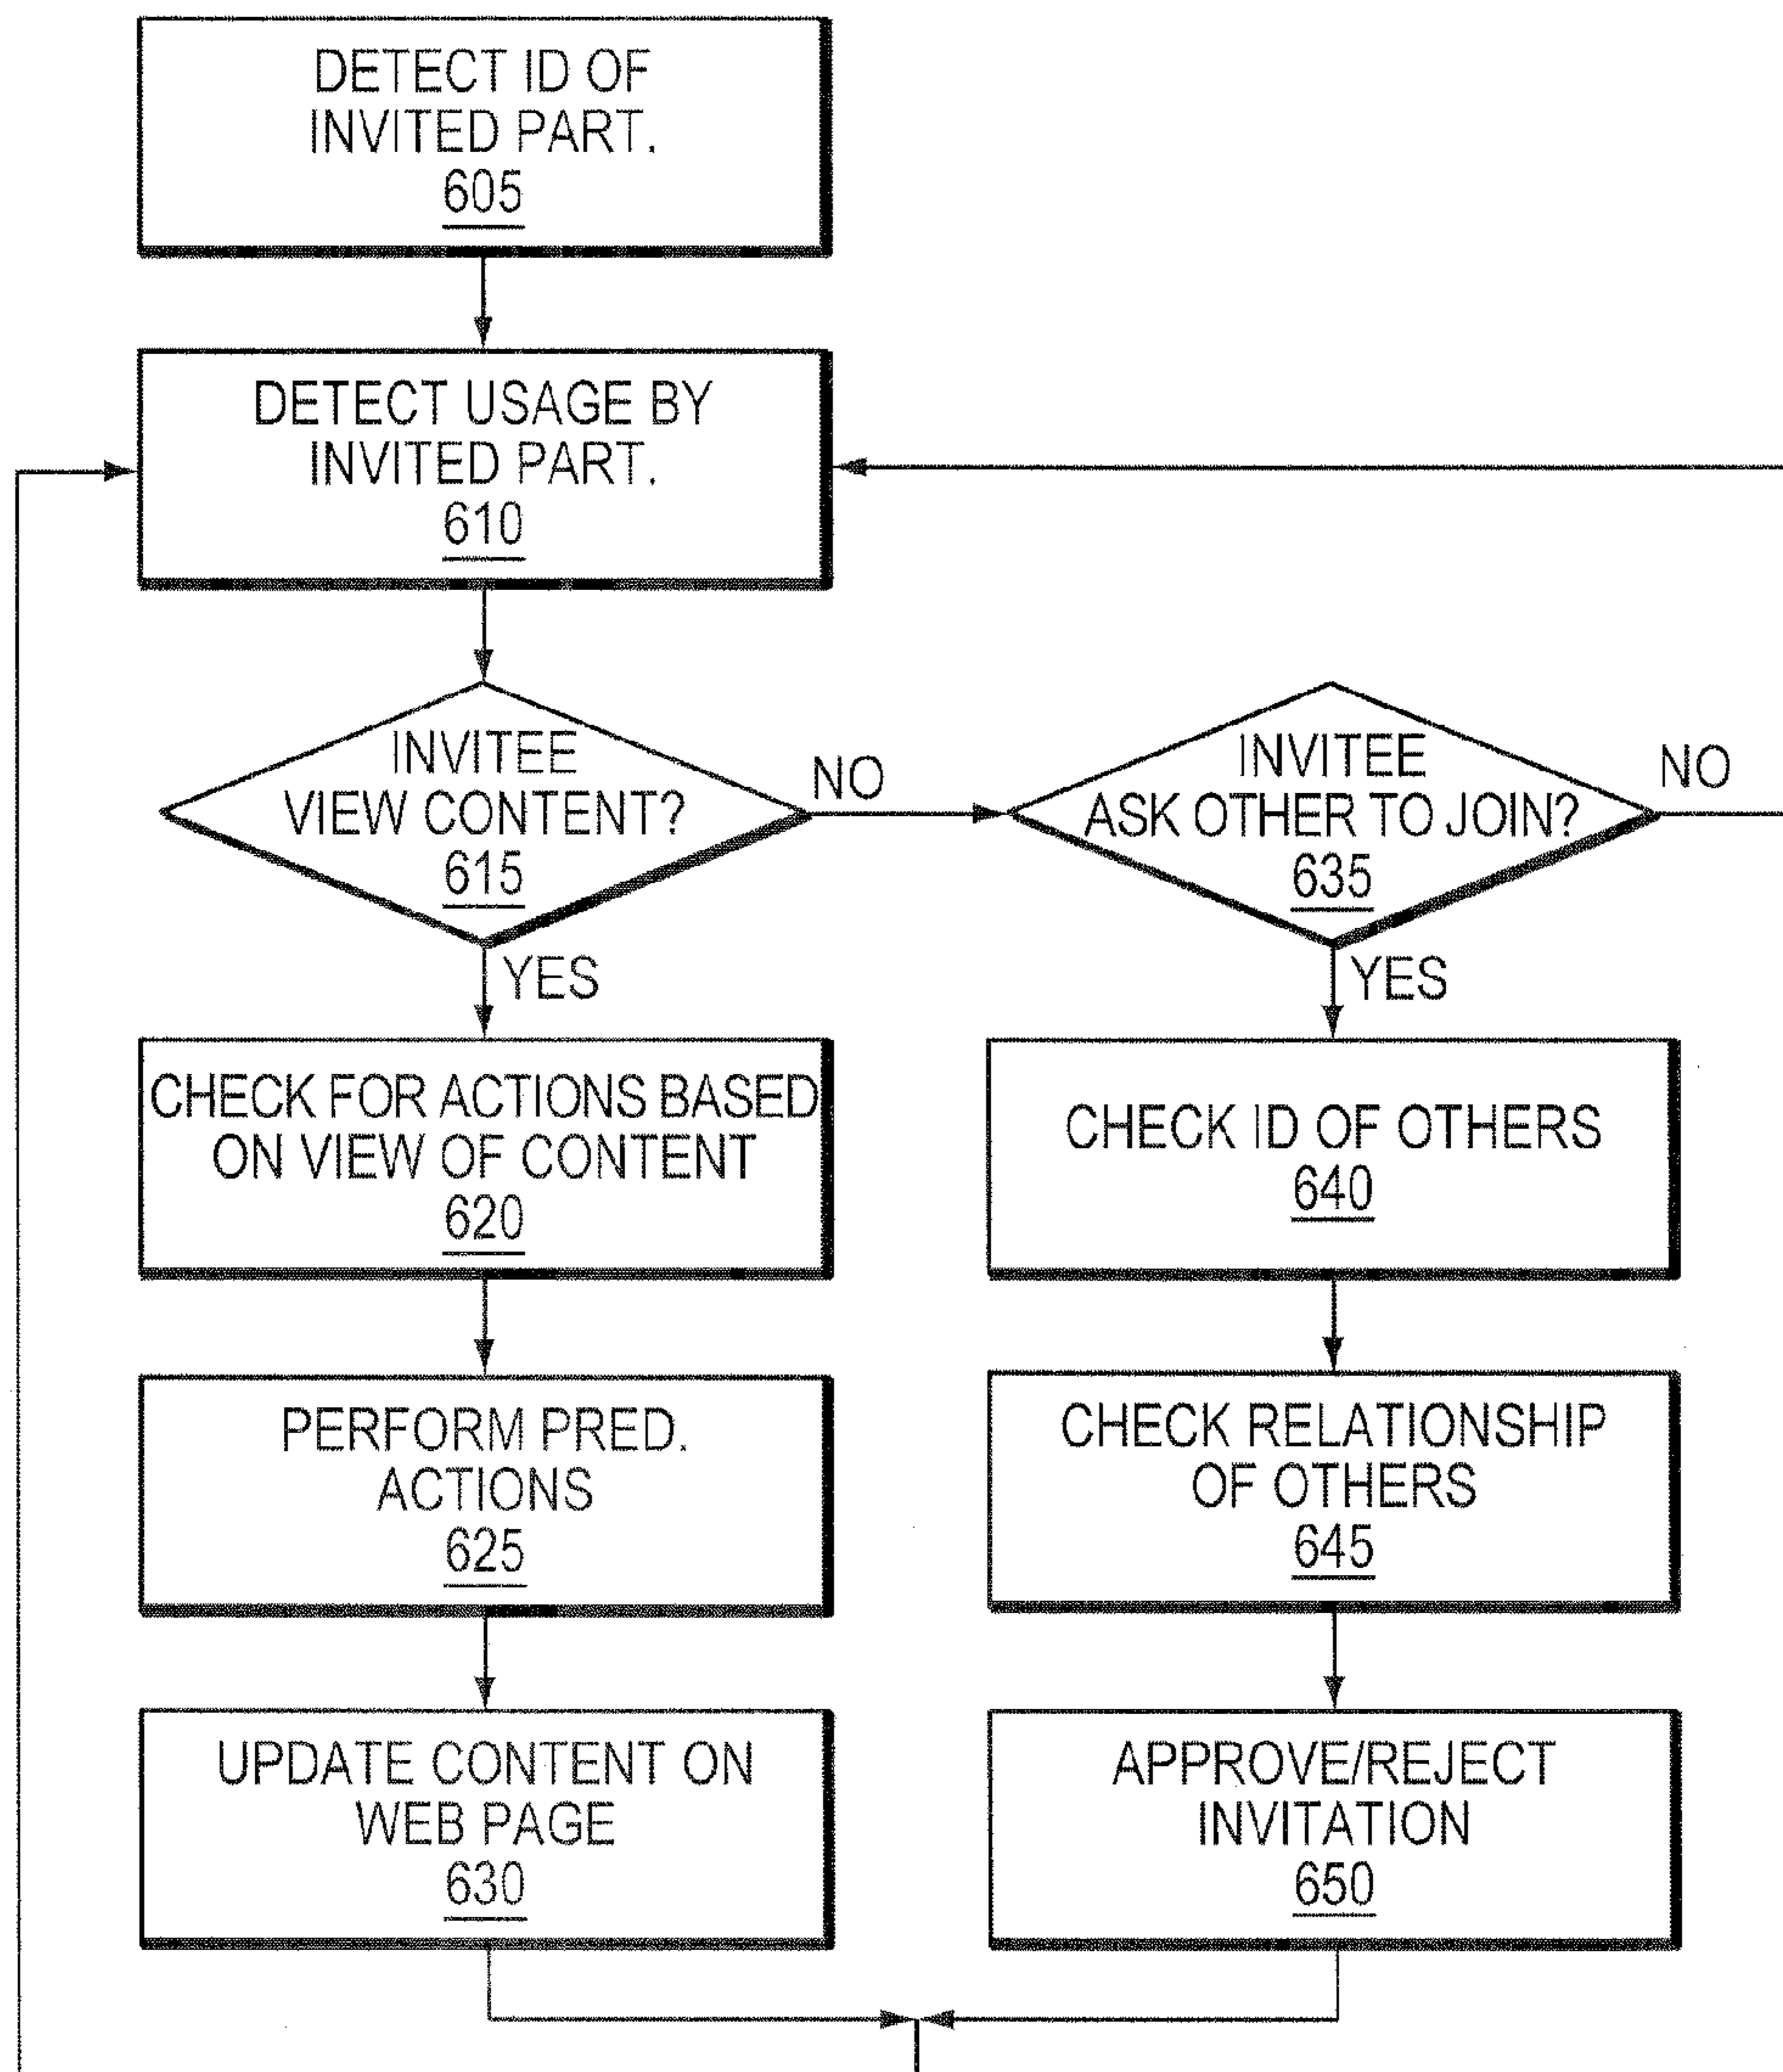 DETECT ID OF
INVITED PART.
605
DETECT USAGE BY
INVITED PART.
610
INVITEE
VIEW CONTENT?
615
NO
INVITEE
ASK OTHER TO JOIN?
635
NO
YES
YES
CHECK FOR ACTIONS BASED
ON VIEW OF CONTENT
620
CHECK ID OF OTHERS
640
PERFORM PRED.
ACTIONS
625
CHECK RELATIONSHIP
OF OTHERS
645
UPDATE CONTENT ON
WEB PAGE
630
APPROVE/REJECT
INVITATION
650